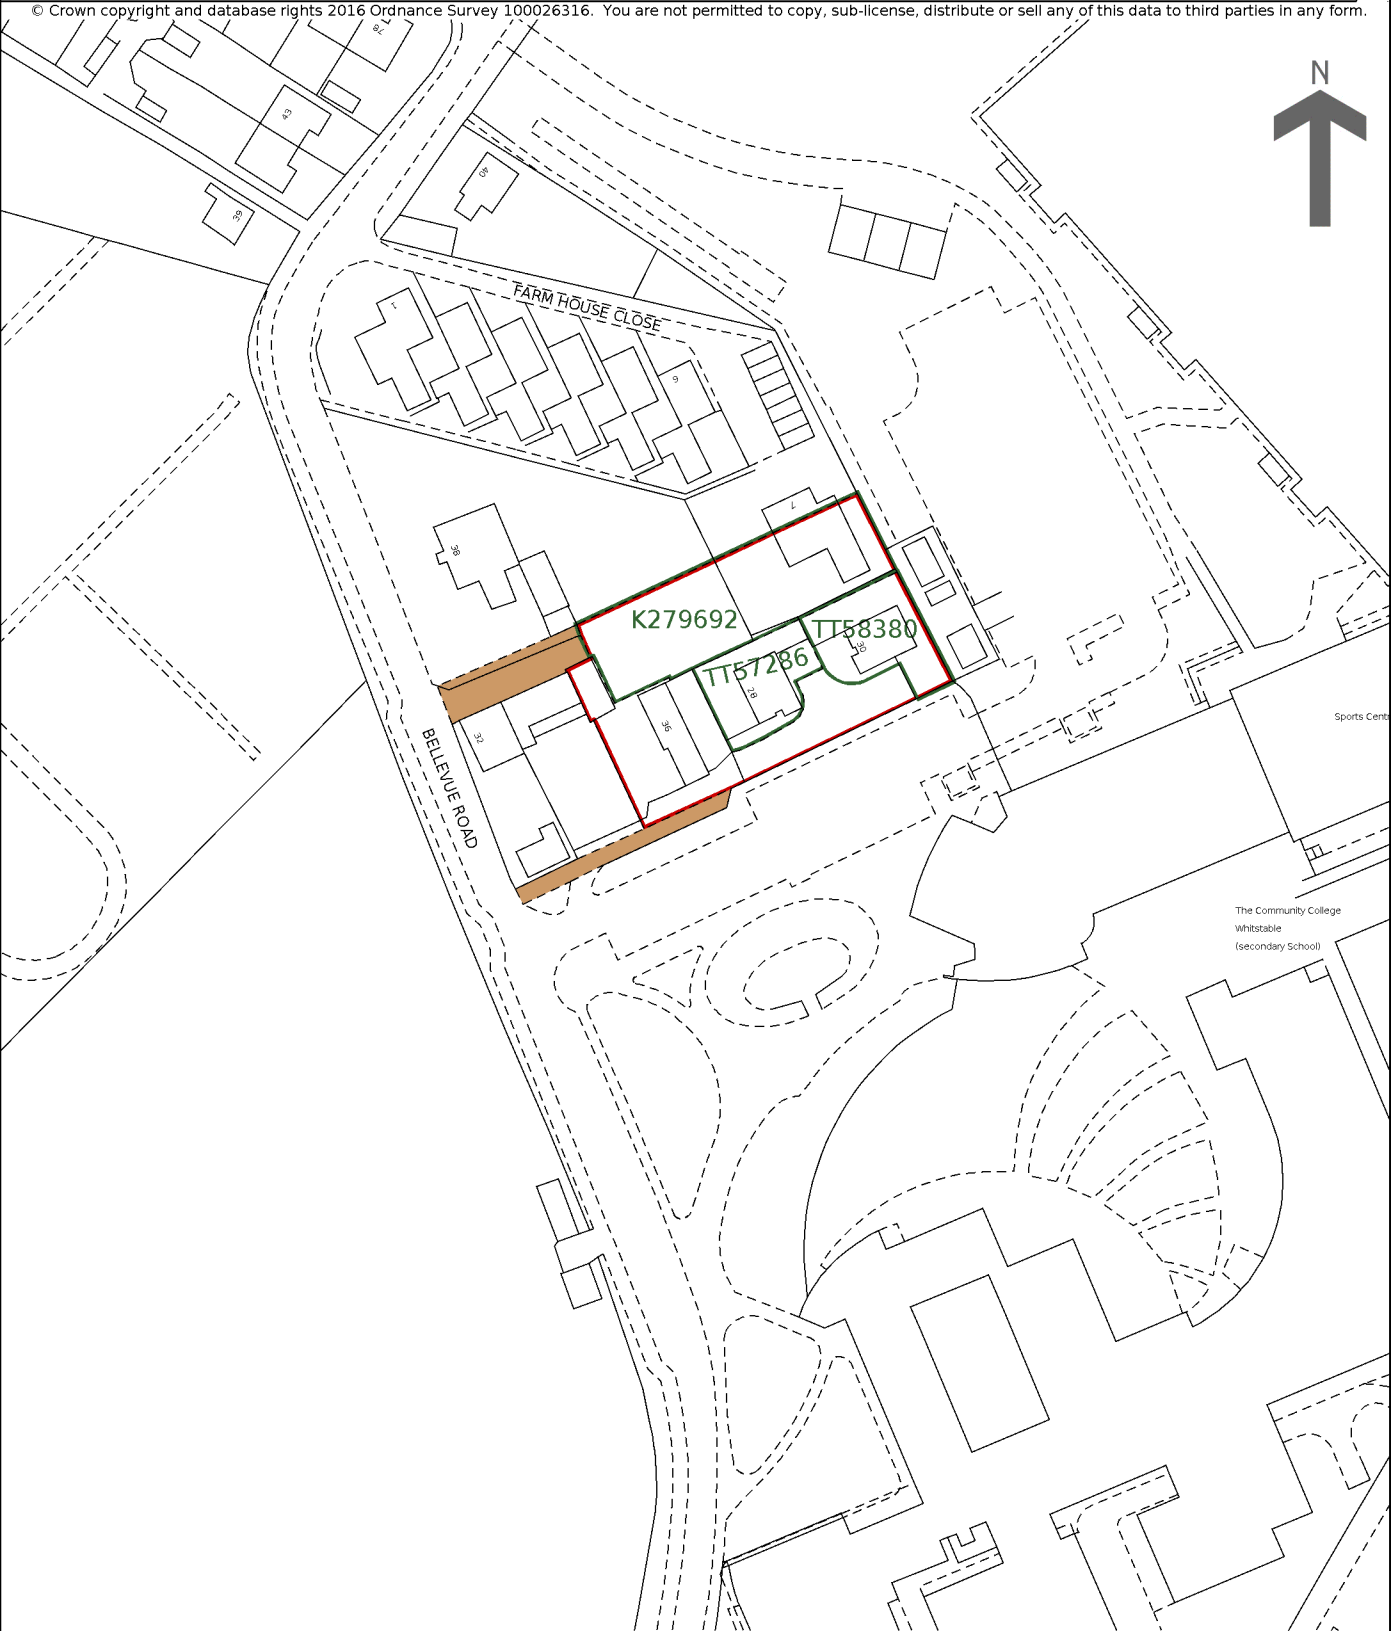 © Crown copyright and database rights 2016 Ordnance Survey 100026316. You are not permitted to copy, sub-license, distribute or sell any of this data to third parties in any form.
78
N
43
40
39
FARM HOUSE CLOSE
1
6
7
38
K279692
TT58380
30
TT57286
28
36
32
BELLEVUE ROAD
Sports Cent
The Community College
Whitstable
(secondary School)